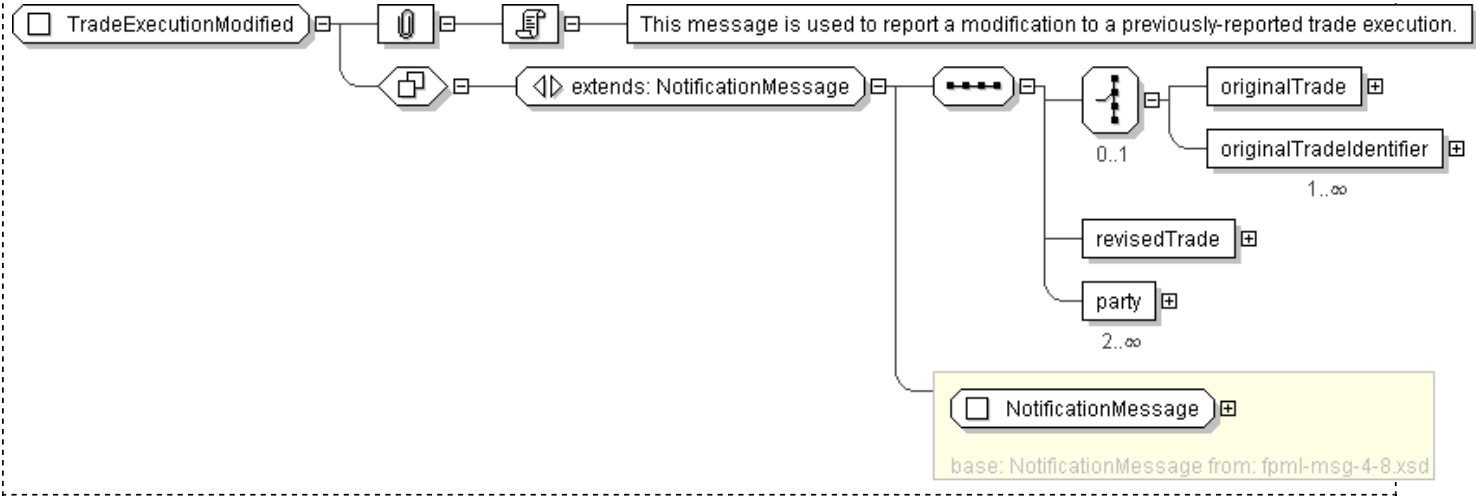 TradeExecutionModified
This message is used to report a modification to a previously-reported trade execution.
extends: NotificationMessage
originalTrade
0..1
originalTradeIdentifier
1..∞
revisedTrade
party
2..∞
NotificationMessage
base: NotificationMessage from: fpml-msg-4-8.xsd